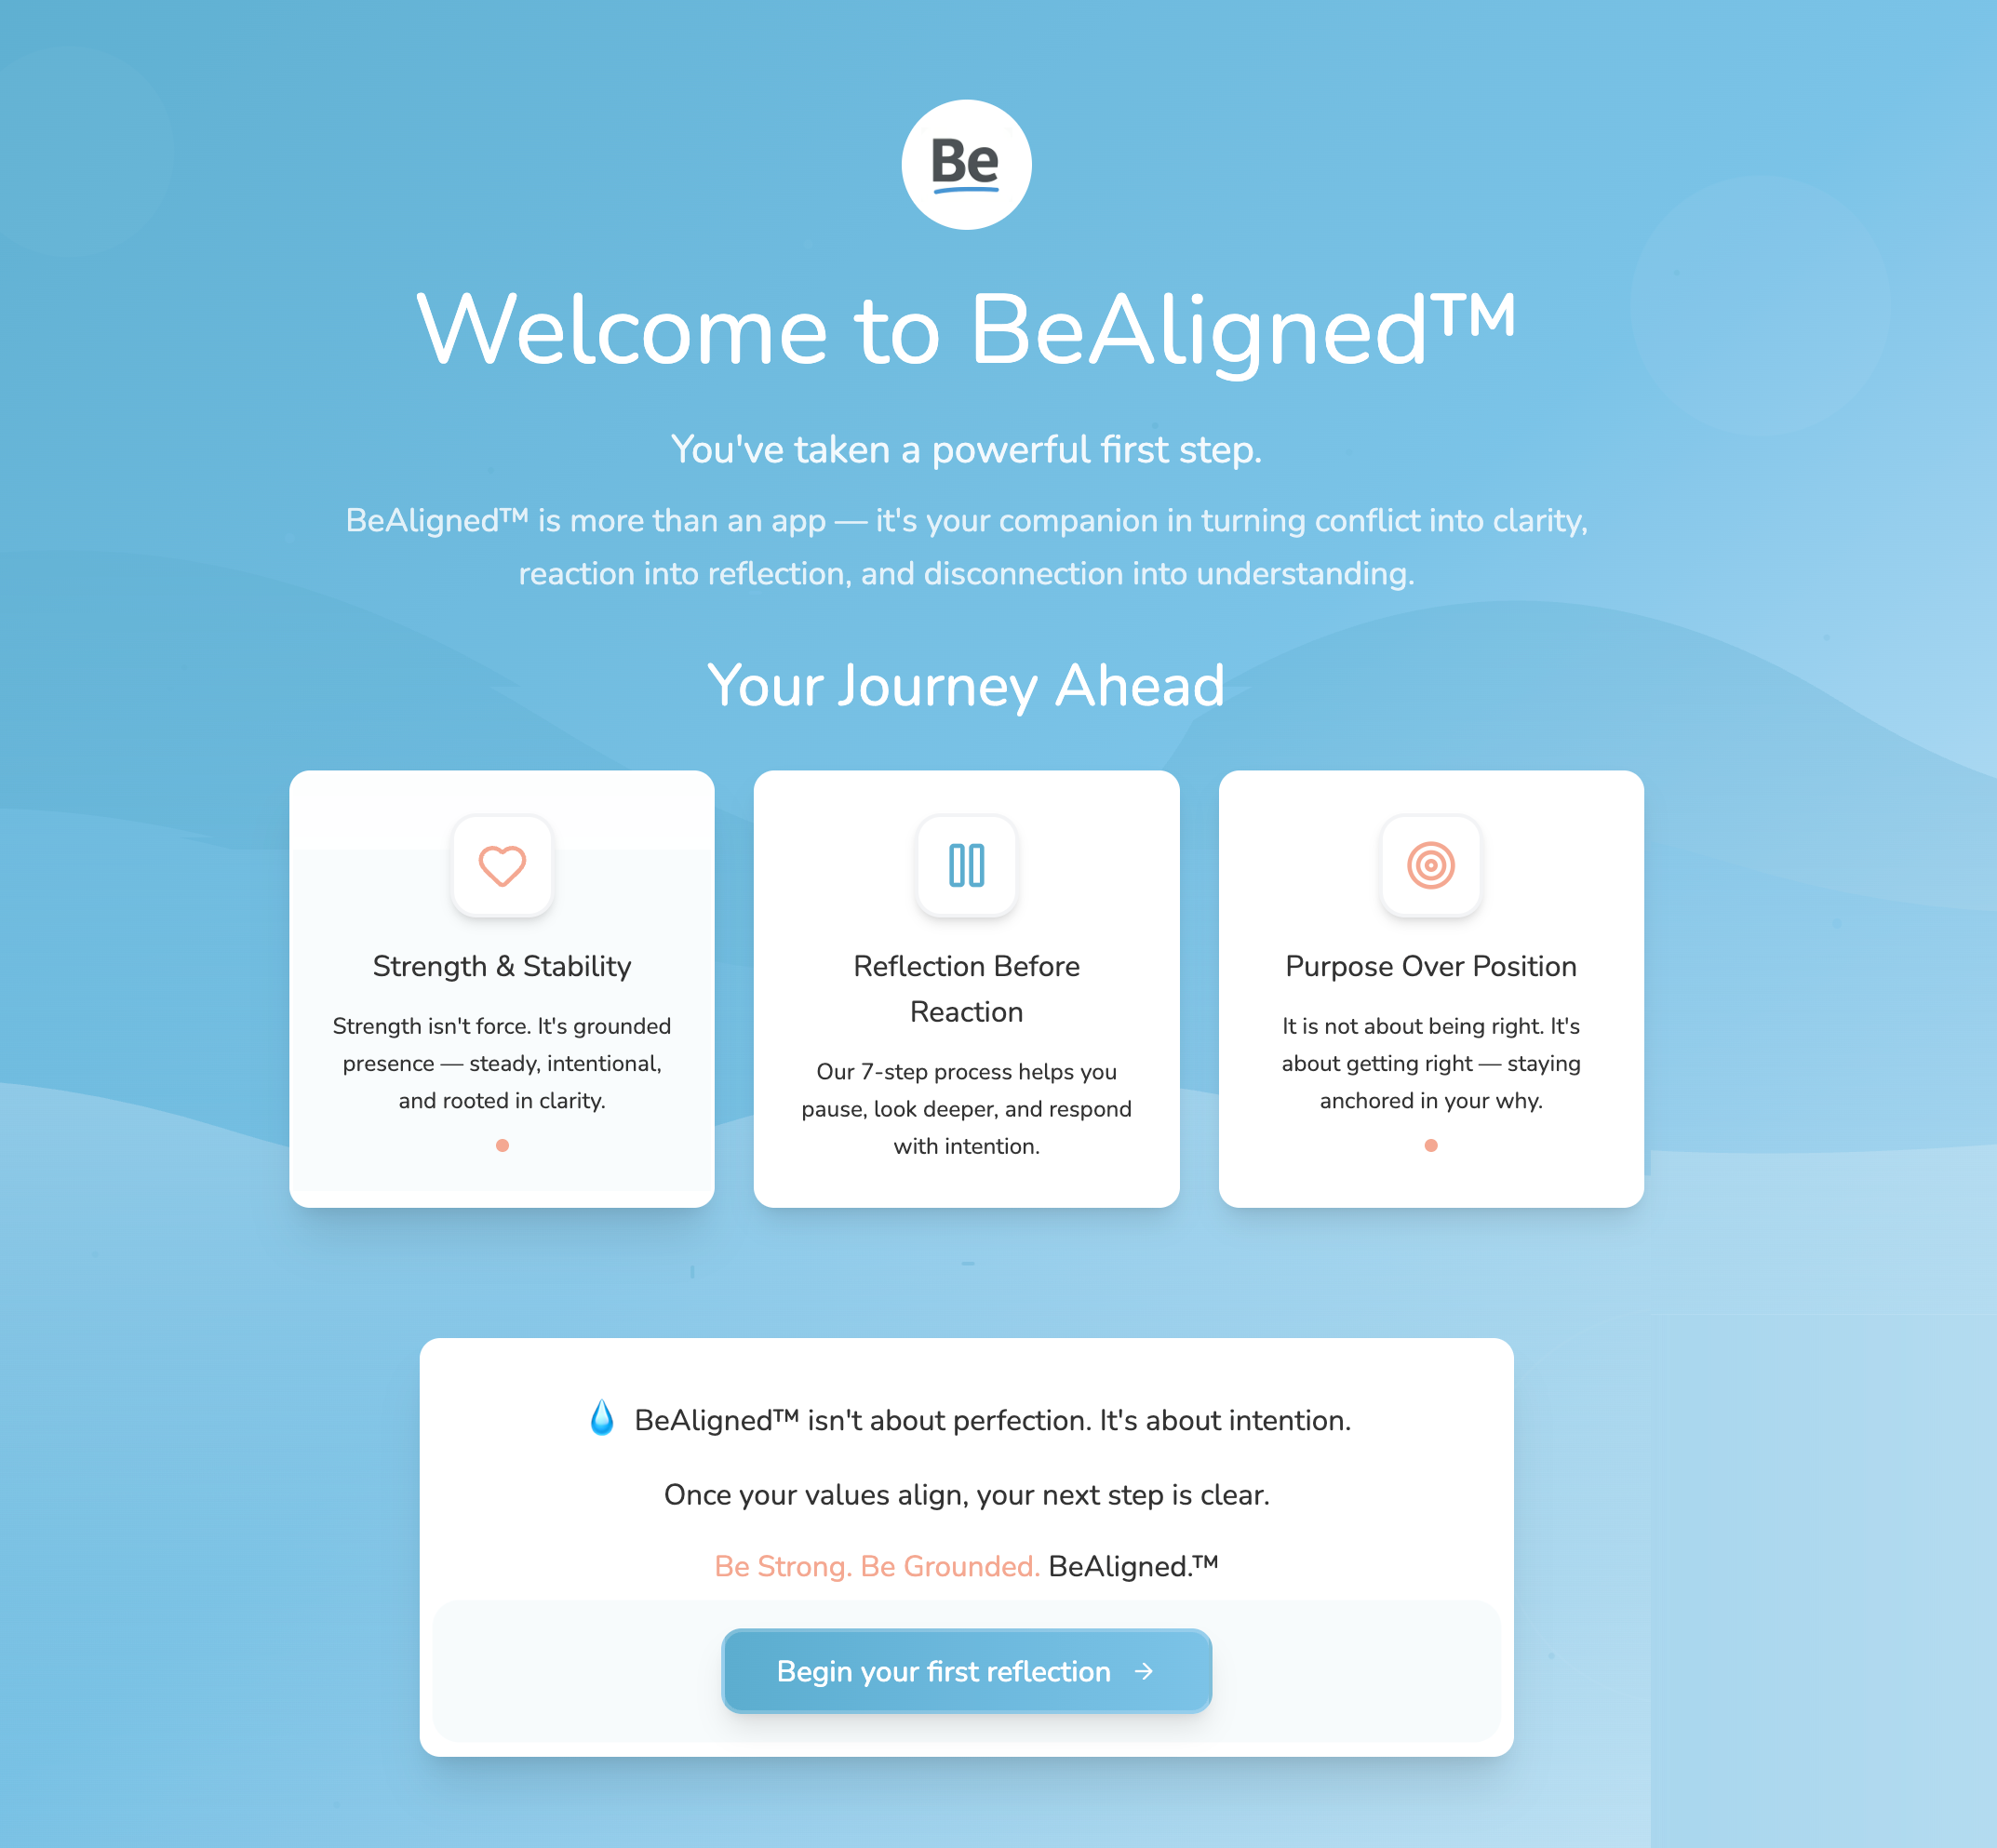 Be
Welcome to BeAligned™
You've taken a powerful first step.
BeAligned™ is more than an app — it's your companion in turning conflict into clarity,
reaction into reflection, and disconnection into understanding.
Your Journey Ahead
Strength & Stability
Strength isn't force. It's grounded
presence — steady, intentional,
and rooted in clarity.
Reflection Before
Reaction
Our 7-step process helps you
pause, look deeper, and respond
with intention.
Purpose Over Position
It is not about being right. It's
about getting right — staying
anchored in your why.
BeAligned™ isn't about perfection. It's about intention.
Once your values align, your next step is clear.
Be Strong. Be Grounded. BeAligned.™
Begin your first reflection →